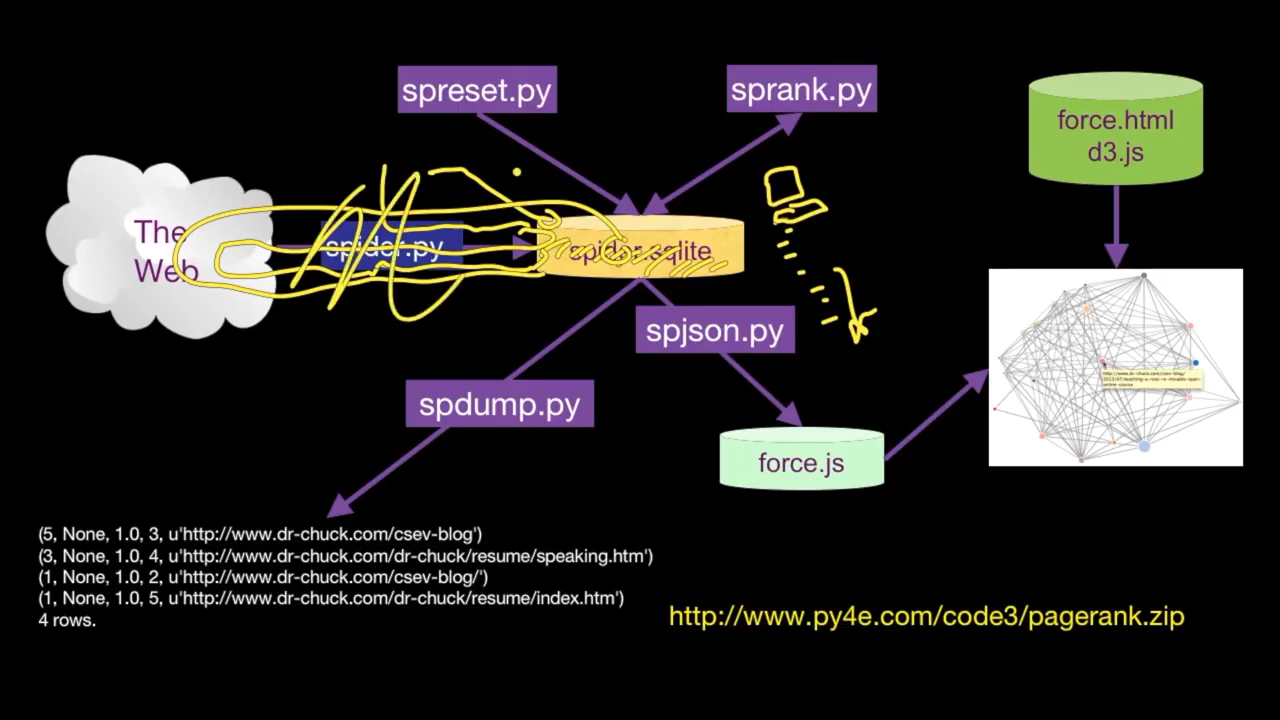 spreset.py
sprank.py
force.html
d3.js
The
Web
spider.py
spider.sqlite
spjson.py
spdump.py
force.js
(5, None, 1.0, 3, u'http://www.dr-chuck.com/csev-blog')
(3, None, 1.0, 4, u'http://www.dr-chuck.com/dr-chuck/resume/speaking.htm')
(1, None, 1.0, 2, u'http://www.dr-chuck.com/csev-blog/')
(1, None, 1.0, 5, u'http://www.dr-chuck.com/dr-chuck/resume/index.htm')
4 rows.
http://www.py4e.com/code3/pagerank.zip